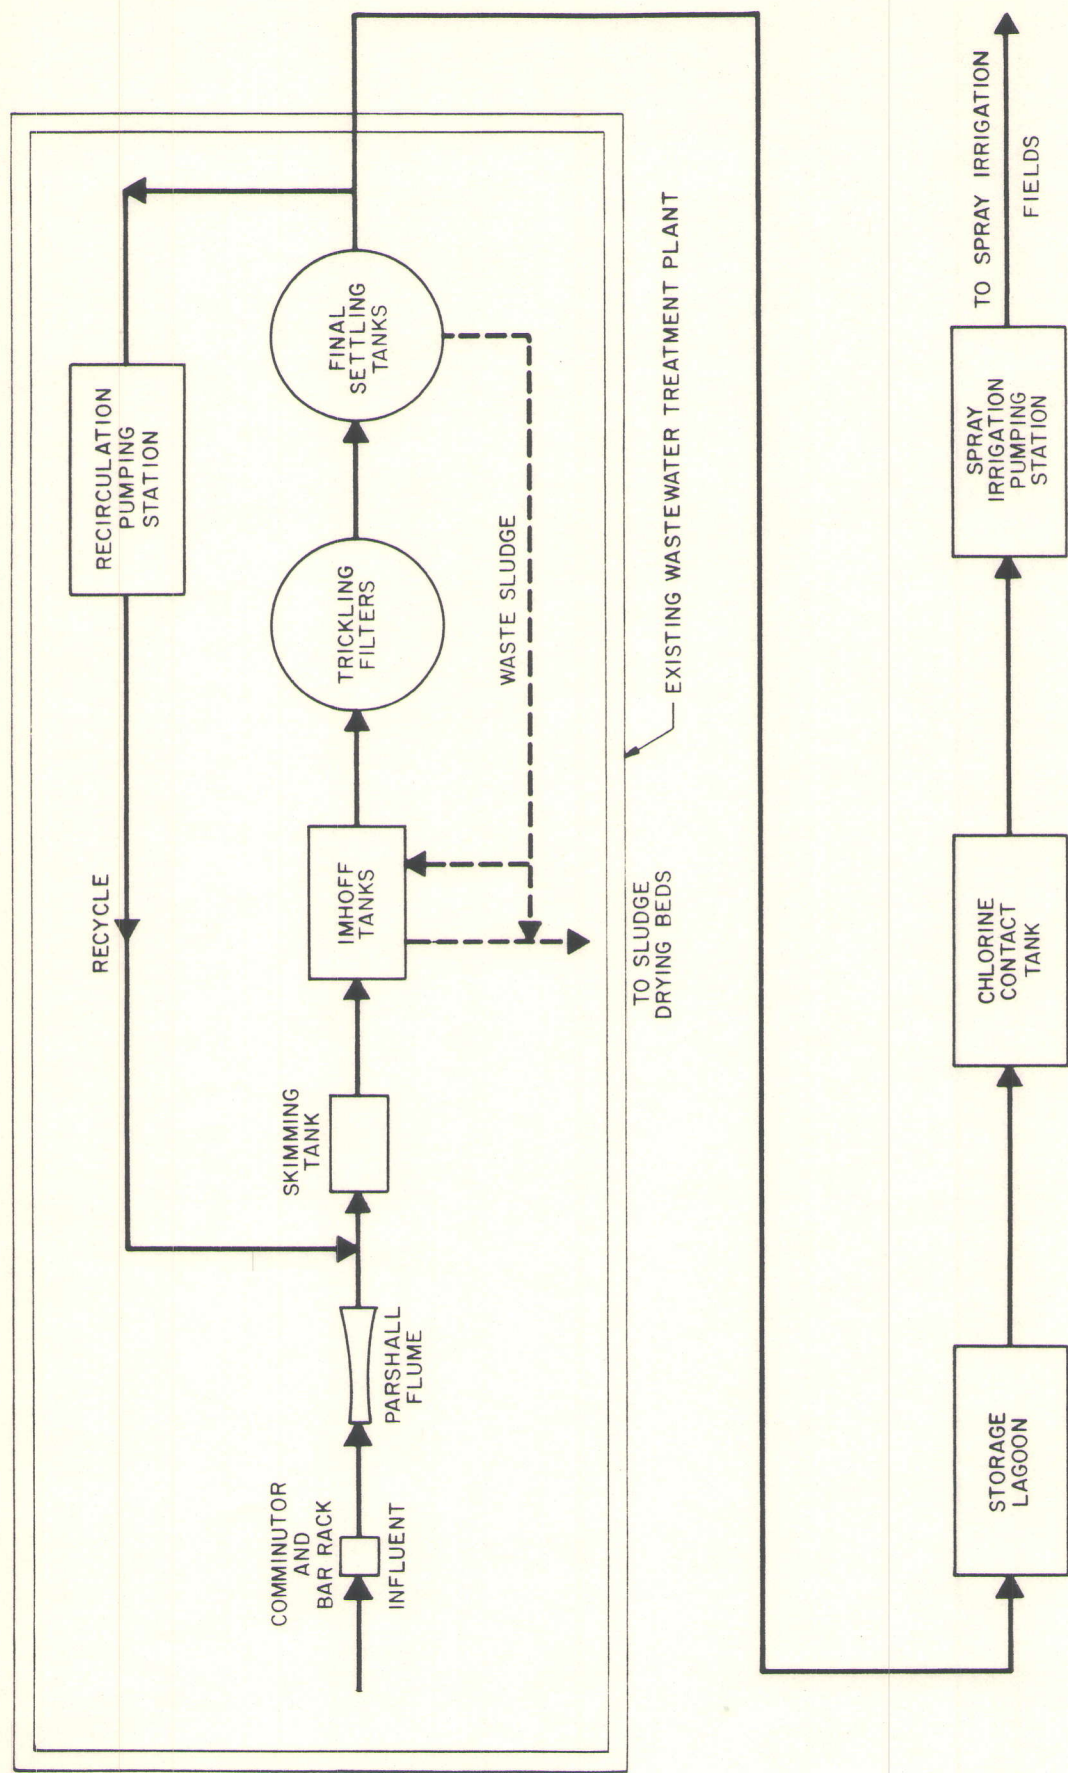 RECIRCULATION
PUMPING
STATION
RECYCLE
COMMINUTOR
AND
BAR RACK
INFLUENT
PARSHALL
FLUME
SKIMMING
TANK
IMHOFF
TANKS
TRICKLING
FILTERS
FINAL
SETTLING
TANKS
WASTE SLUDGE
TO SLUDGE
DRYING BEDS
EXISTING WASTEWATER TREATMENT PLANT
STORAGE
LAGOON
CHLORINE
CONTACT
TANK
SPRAY
IRRIGATION
PUMPING
STATION
TO SPRAY IRRIGATION
FIELDS